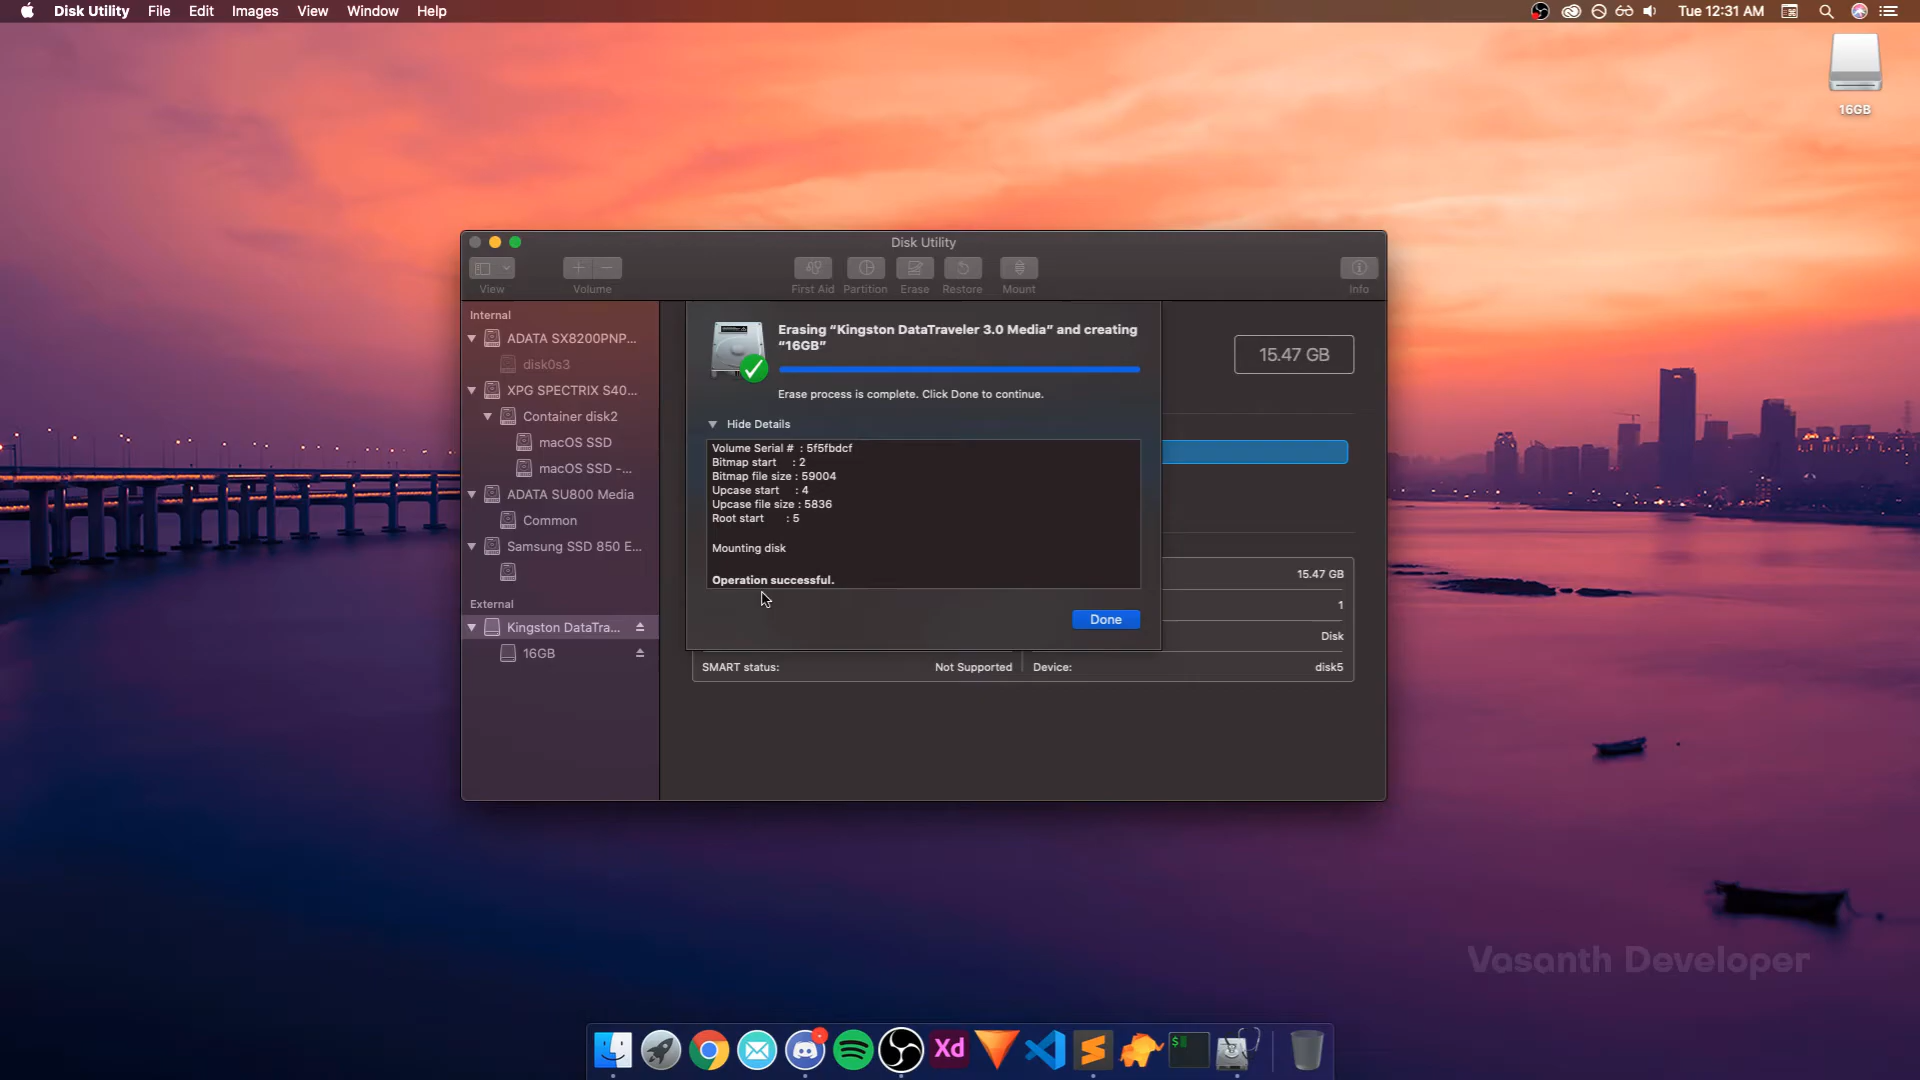 Disk Utility File Edit Images View Window Help
Tue 12:31 AM
16GB
Disk Utility
View
Volume
First Aid
Partition
Erase
Restore
Mount
Info
Internal
ADATA SX8200PNP...
disk0s3
XPG SPECTRIX S40...
Container disk2
macOS SSD
macOS SSD -...
ADATA SU800 Media
Common
Samsung SSD 850 E...
External
Kingston DataTra...
16GB
Erasing “Kingston DataTraveler 3.0 Media” and creating
“16GB”
Erase process is complete. Click Done to continue.
Hide Details
Volume Serial # : 5f5fbdcf
Bitmap start : 2
Bitmap file size : 59004
Upcase start : 4
Upcase file size : 5836
Root start : 5
Mounting disk
Operation successful.
Done
15.47 GB
15.47 GB
1
Disk
SMART status: Not Supported
Device: disk5
Vasanth Developer
Xd
$